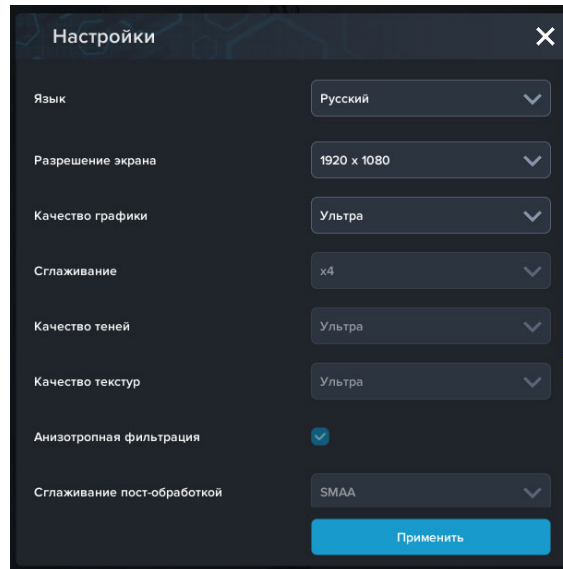 Настройки
Язык Русский
Разрешение экрана 1920 x 1080
Качество графики Ультра
Сглаживание x4
Качество теней Ультра
Качество текстур Ультра
Анизотропная фильтрация
Сглаживание пост-обработкой SMAA
Применить